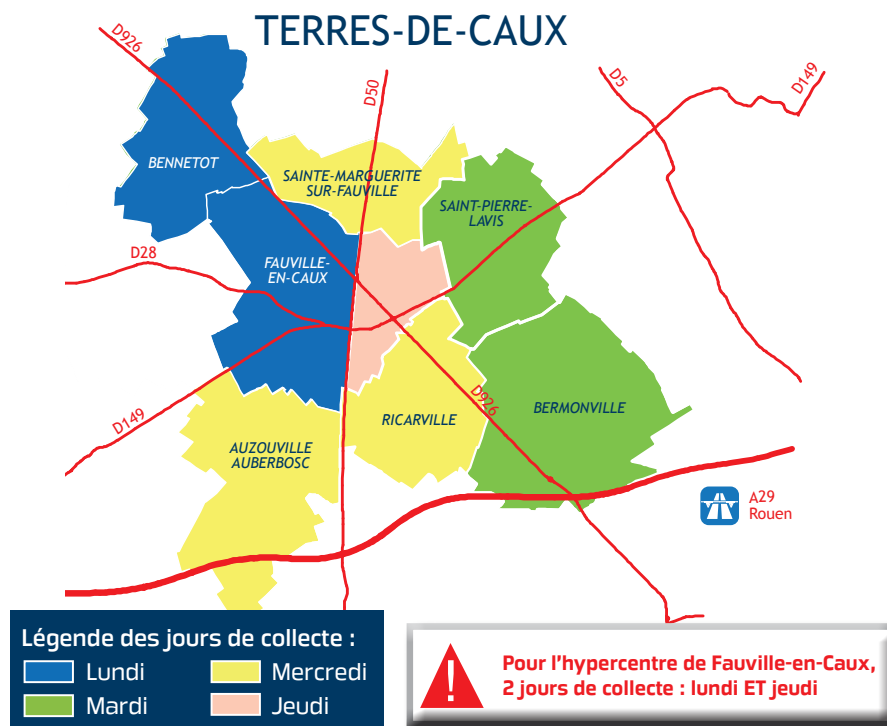 TERRES-DE-CAUX
D926
D50
D5
D149
BENNETOT
SAINTE-MARGUERITE
SUR-FAUVILLE
SAINT-PIERRE-
LAVIS
D28
FAUVILLE-
EN-CAUX
D149
D926
RICARVILLE
BERMONVILLE
AUZOUVILLE
AUBERBOSC
A29
Rouen
Légende des jours de collecte :
Lundi
Mercredi
Mardi
Jeudi
!
Pour l'hypercentre de Fauville-en-Caux,
2 jours de collecte : lundi ET jeudi